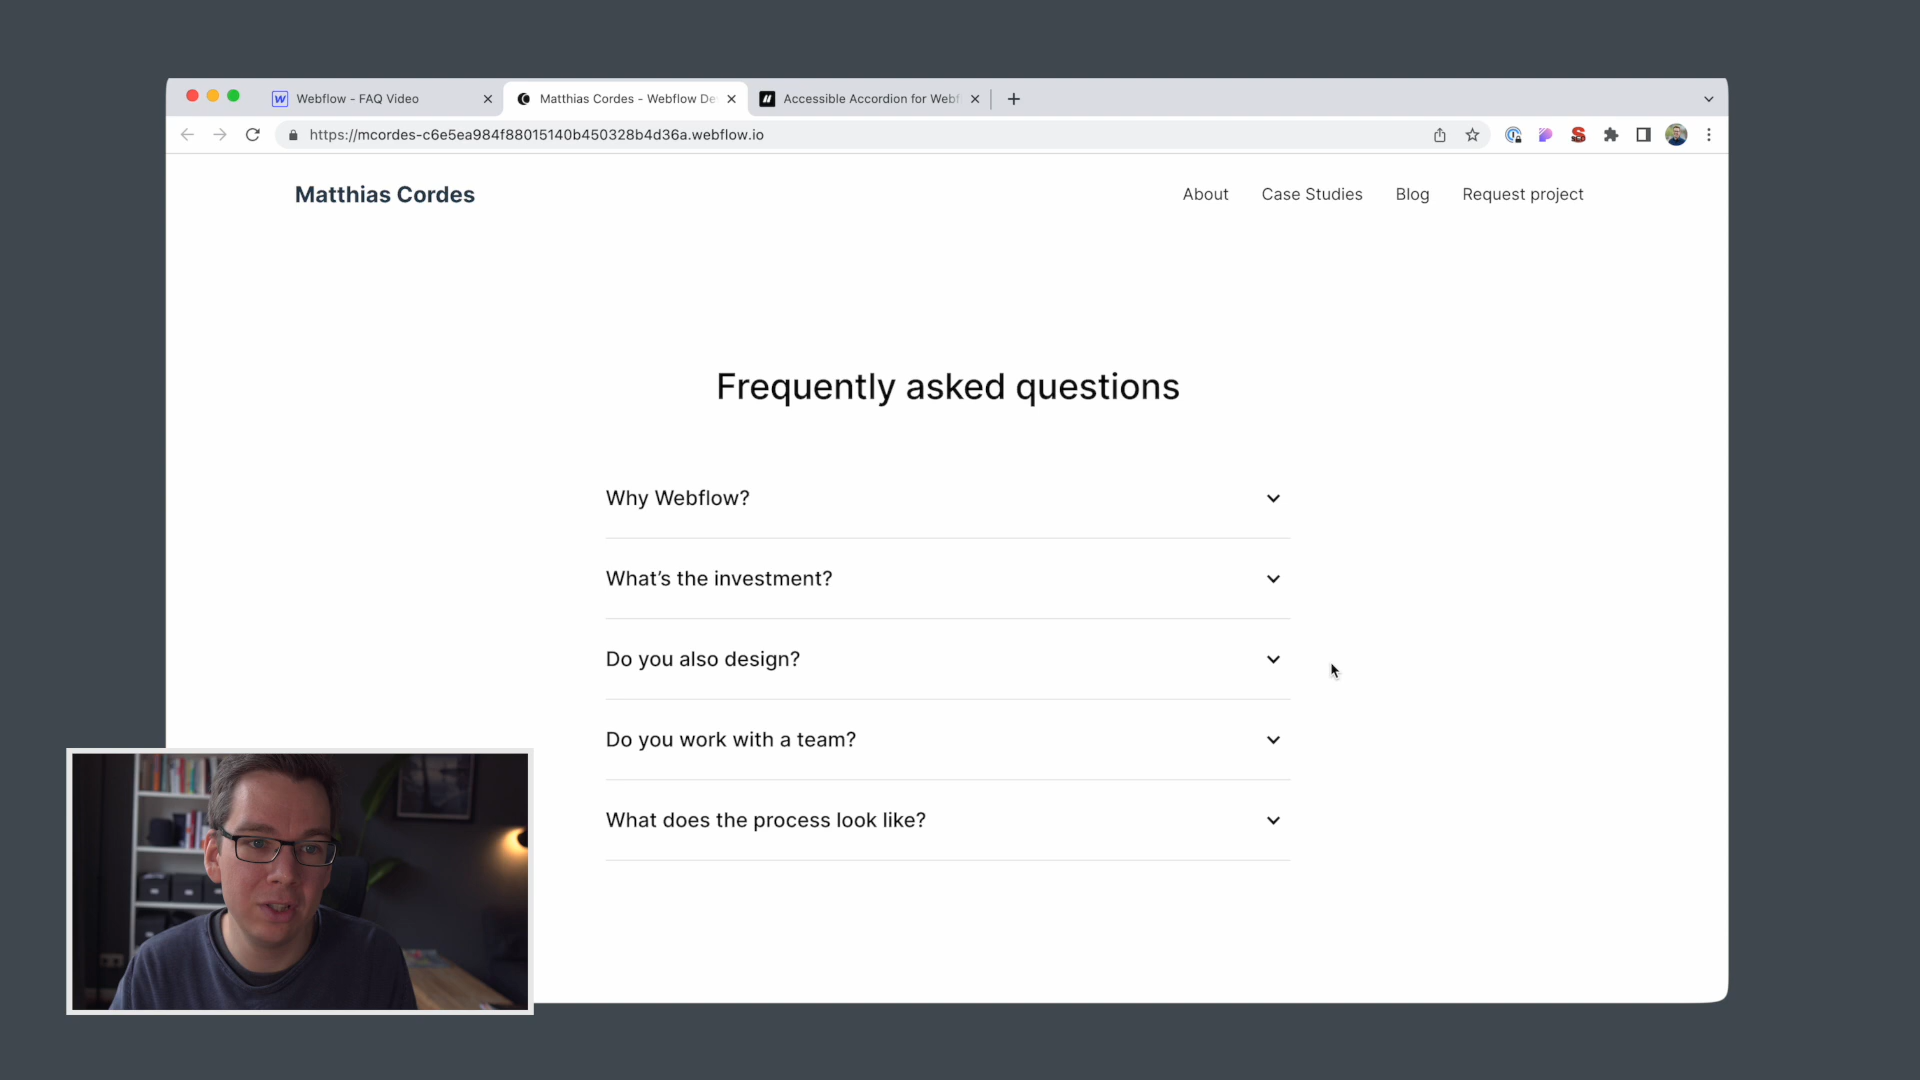 Webflow - FAQ Video
Matthias Cordes - Webflow De
Accessible Accordion for Webf
https://mcordes-c6e5ea984f88015140b450328b4d36a.webflow.io
Matthias Cordes
About
Case Studies
Blog
Request project
Frequently asked questions
Why Webflow?
What’s the investment?
Do you also design?
Do you work with a team?
What does the process look like?